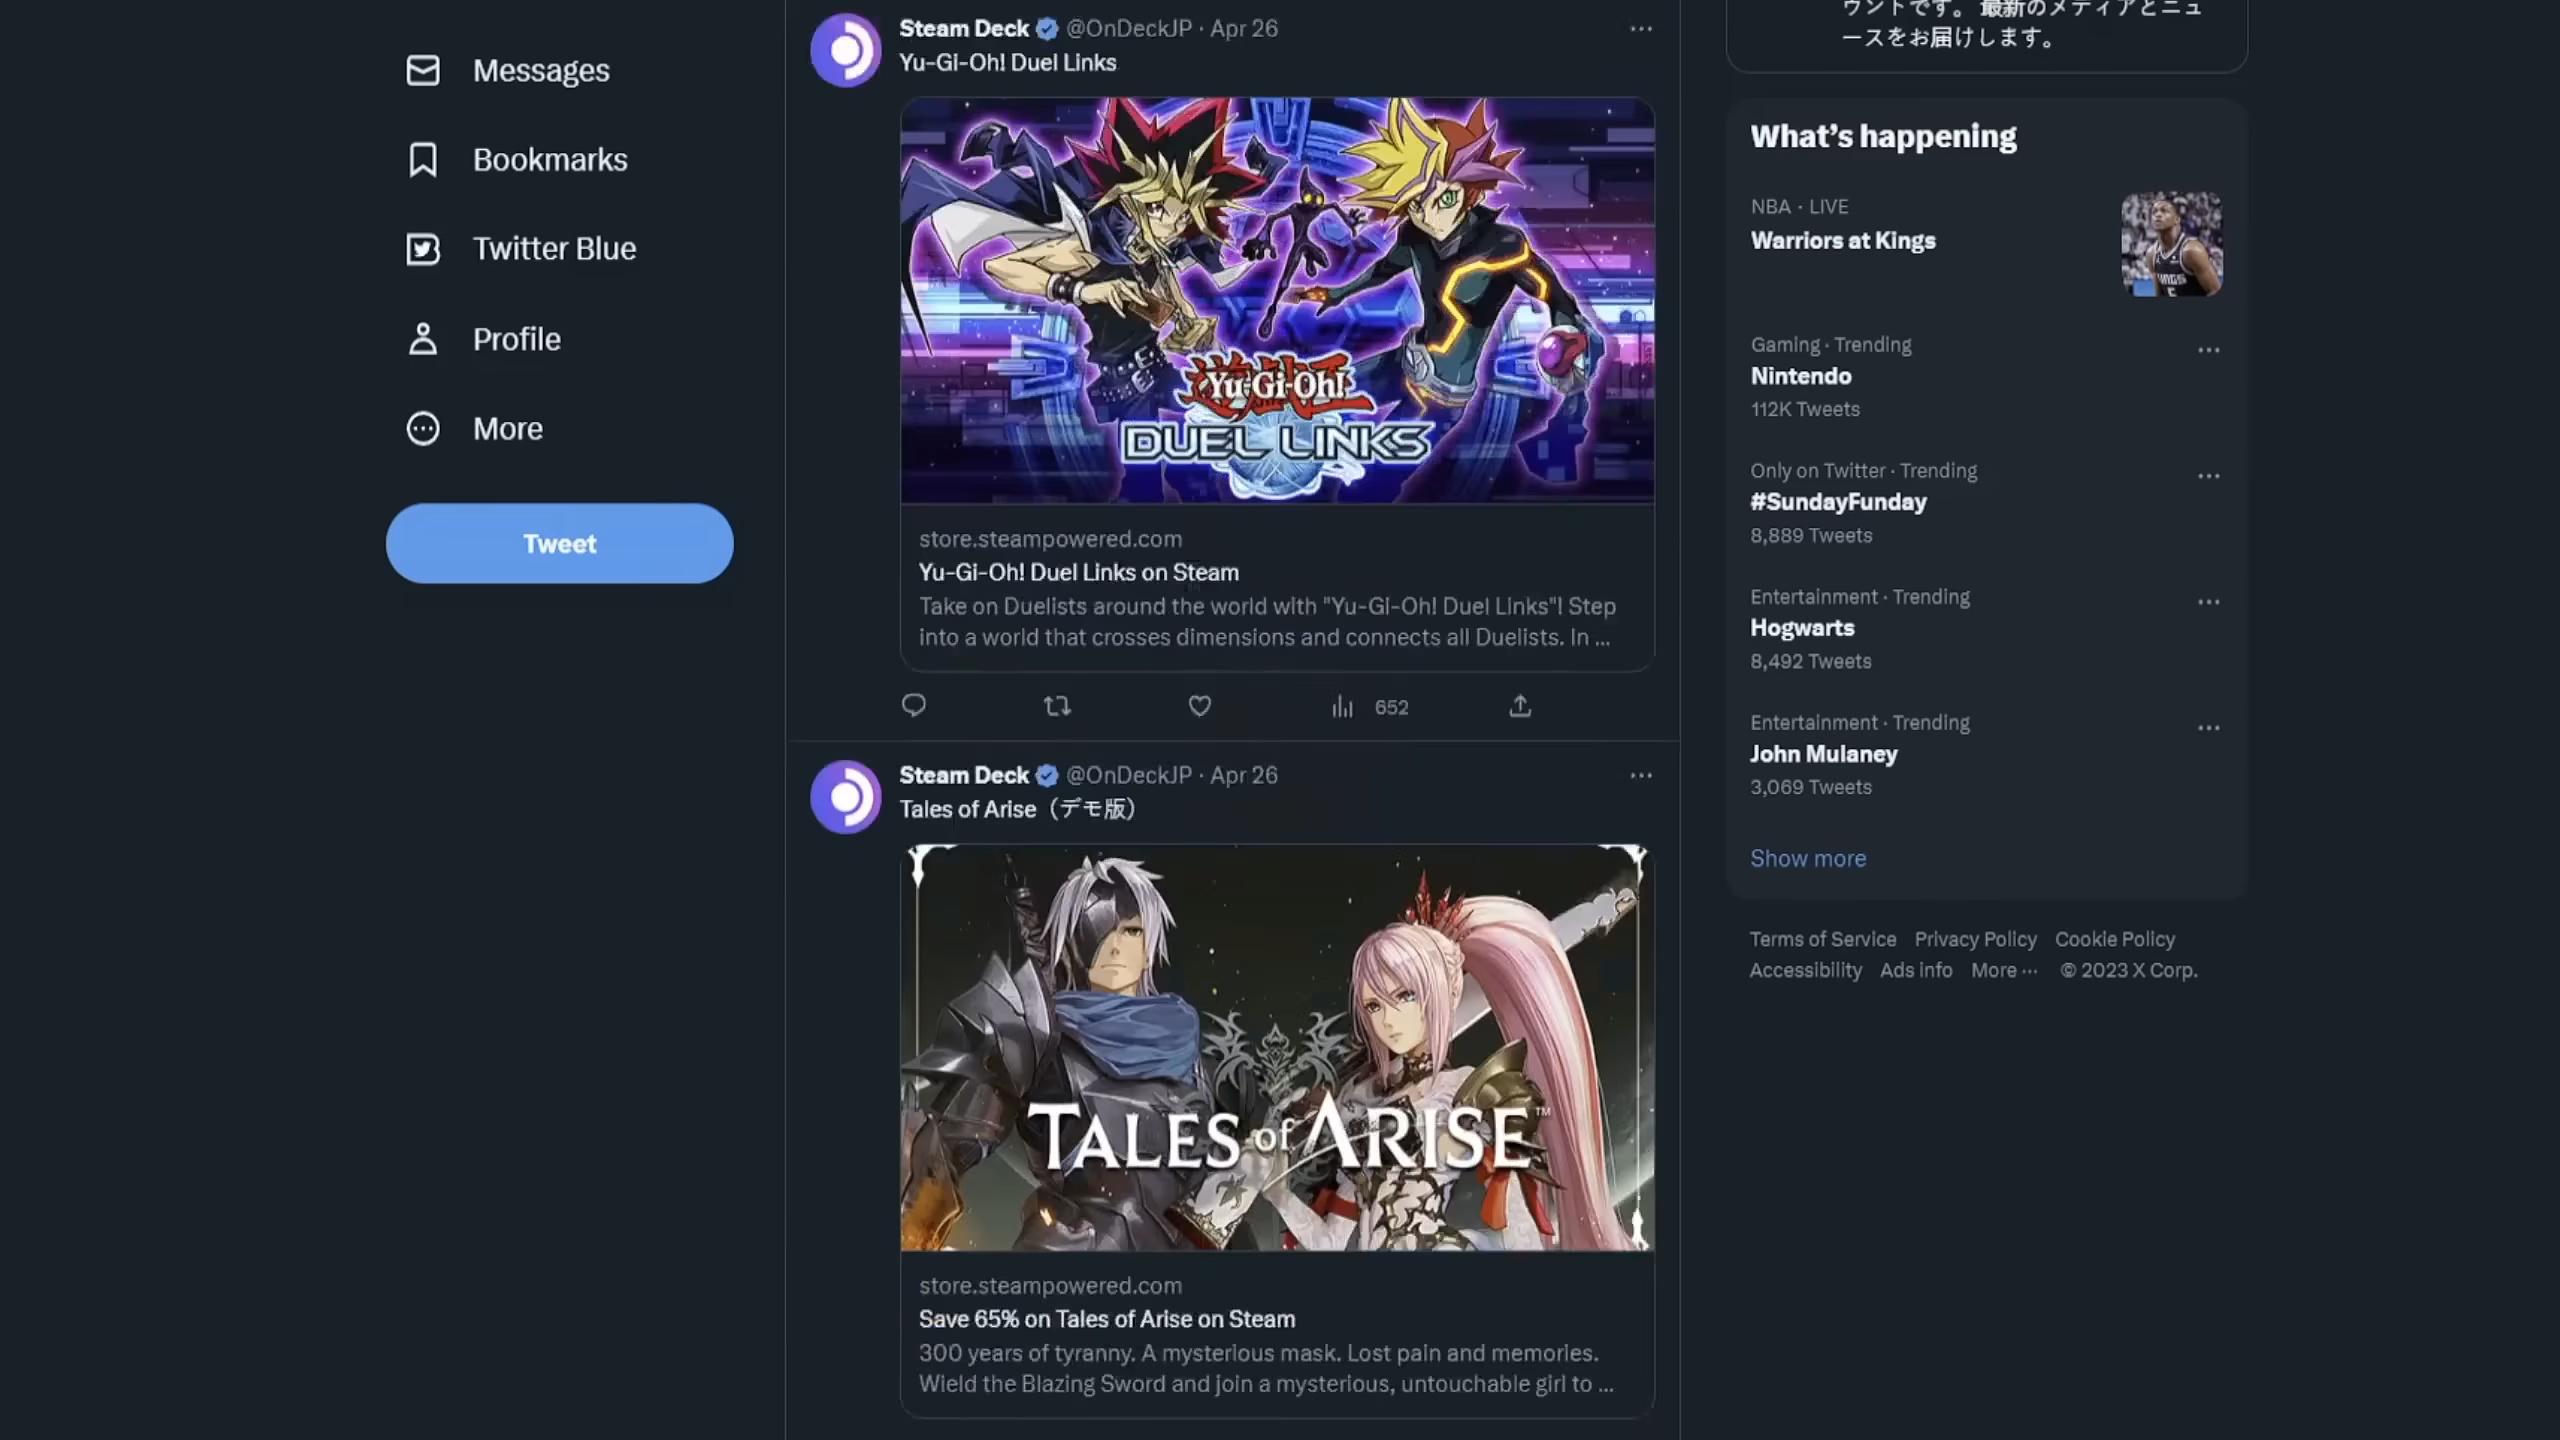 Messages
Bookmarks
Twitter Blue
Profile
More
Tweet
Steam Deck @OnDeckJP · Apr 26
Yu-Gi-Oh! Duel Links
Yu-Gi-Oh!
DUEL LINKS
store.steampowered.com
Yu-Gi-Oh! Duel Links on Steam
Take on Duelists around the world with "Yu-Gi-Oh! Duel Links"! Step
into a world that crosses dimensions and connects all Duelists. In ...
652
Steam Deck @OnDeckJP · Apr 26
Tales of Arise（デモ版）
TALES of ARISE™
store.steampowered.com
Save 65% on Tales of Arise on Steam
300 years of tyranny. A mysterious mask. Lost pain and memories.
Wield the Blazing Sword and join a mysterious, untouchable girl to ...
ウントです。 最新のメディアとニュ
ースをお届けします。
What's happening
NBA · LIVE
Warriors at Kings
Gaming · Trending
Nintendo
112K Tweets
Only on Twitter · Trending
#SundayFunday
8,889 Tweets
Entertainment · Trending
Hogwarts
8,492 Tweets
Entertainment · Trending
John Mulaney
3,069 Tweets
Show more
Terms of Service Privacy Policy Cookie Policy
Accessibility Ads info More ··· © 2023 X Corp.